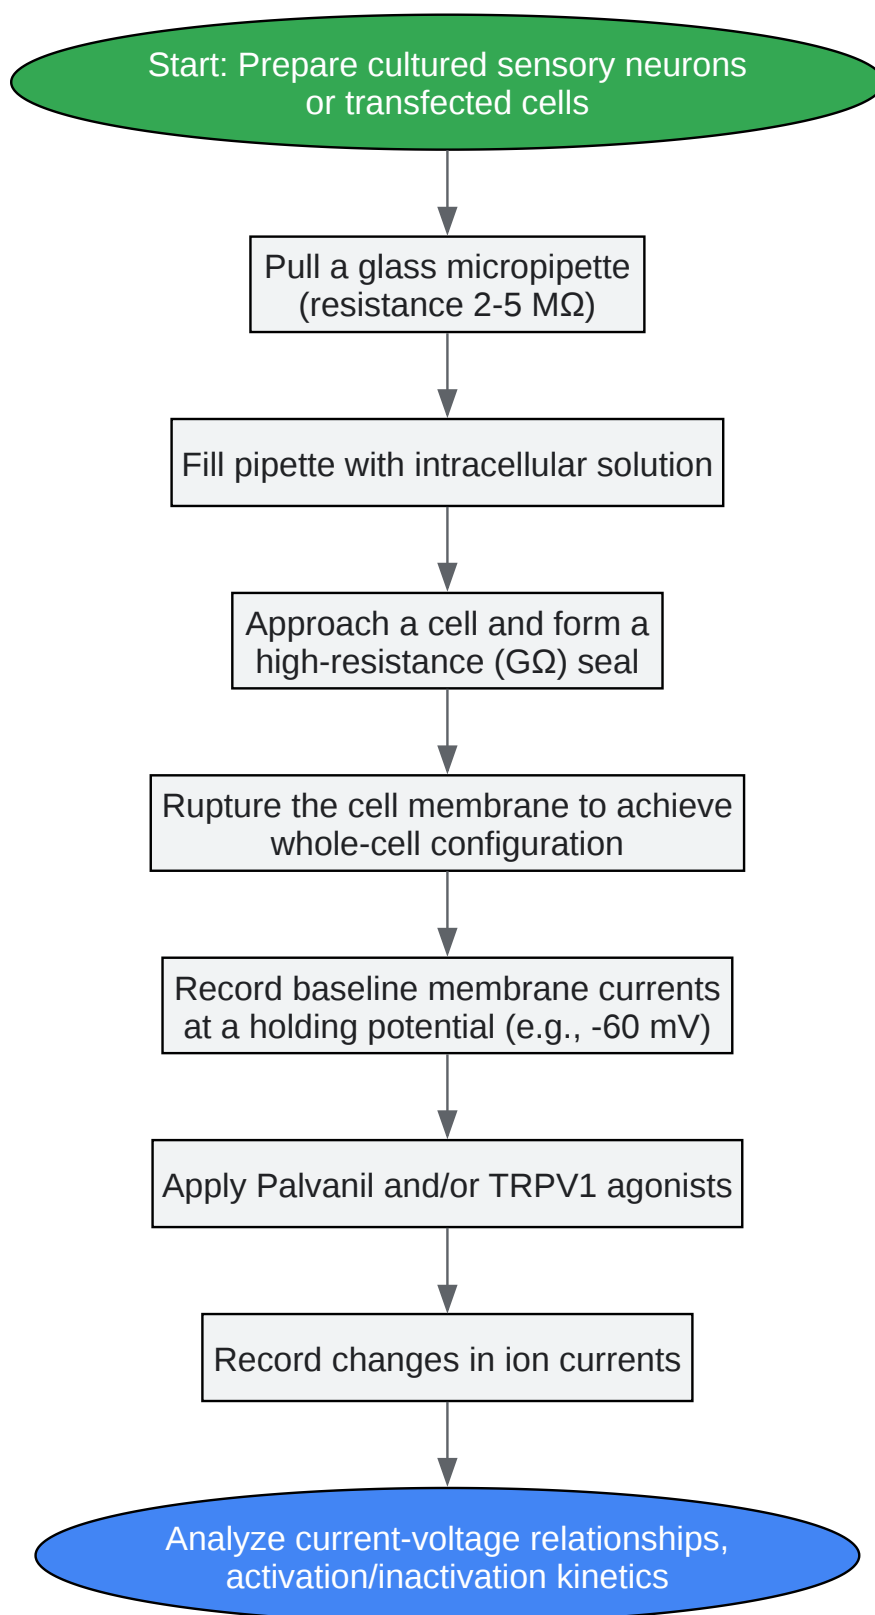 Start: Prepare cultured sensory neurons
or transfected cells
Pull a glass micropipette
(resistance 2-5 MΩ)
Fill pipette with intracellular solution
Approach a cell and form a
high-resistance (GΩ) seal
Rupture the cell membrane to achieve
whole-cell configuration
Record baseline membrane currents
at a holding potential (e.g., -60 mV)
Apply Palvanil and/or TRPV1 agonists
Record changes in ion currents
Analyze current-voltage relationships,
activation/inactivation kinetics